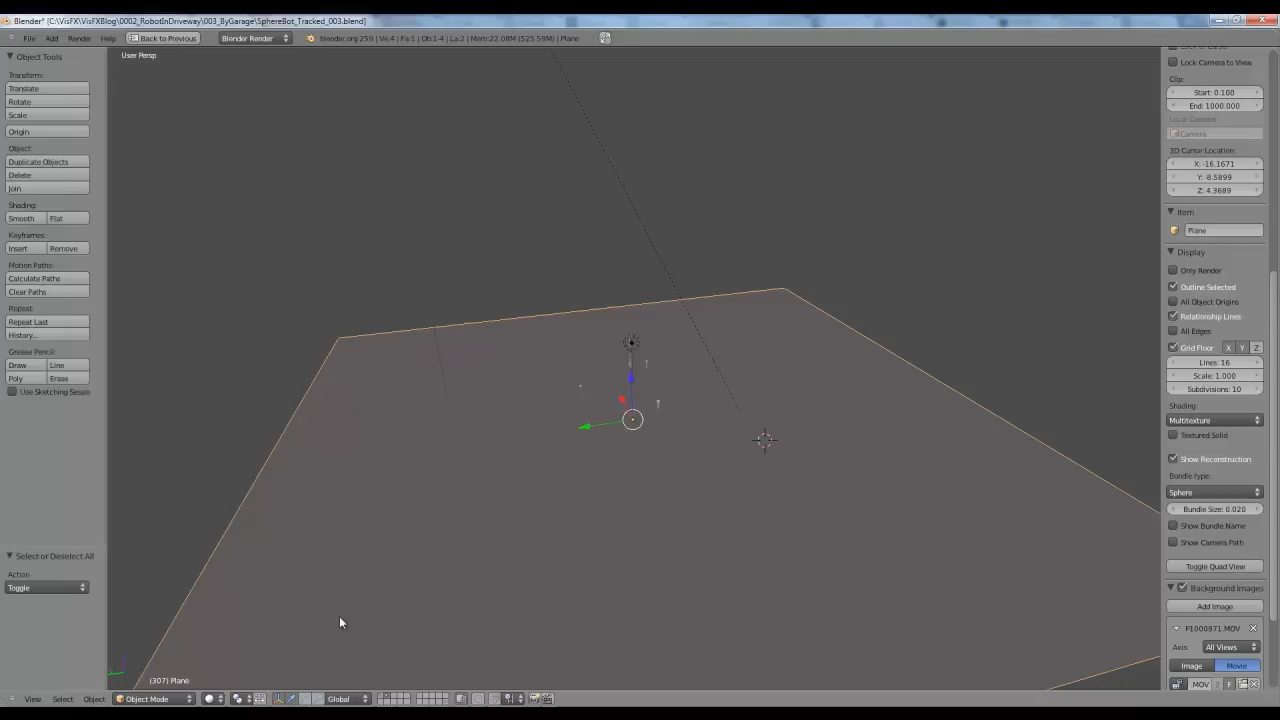 Blender* [C:\VisFX\VisFXBlog\0002_RobotInDriveway\003_ByGarage\SphereBot_Tracked_003.blend]
File Add Render Help Back to Previous Blender Render blender.org 259 | Ve:4 | Fa:1 | Ob:1-4 | La:2 | Mem:22.08M (525.59M) | Plane
Object Tools
Transform:
Translate
Rotate
Scale
Origin
Object:
Duplicate Objects
Delete
Join
Shading:
Smooth Flat
Keyframes:
Insert Remove
Motion Paths:
Calculate Paths
Clear Paths
Repeat:
Repeat Last
History...
Grease Pencil:
Draw Line
Poly Erase
Use Sketching Sessio
Select or Deselect All
Action
Toggle
User Persp
(307) Plane
View Select Object Object Mode Global
Lock Camera to View
Clip:
Start: 0.100
End: 1000.000
Local Camera:
Camera
3D Cursor Location:
X: -16.1671
Y: -8.5899
Z: 4.3689
Item
Plane
Display
Only Render
Outline Selected
All Object Origins
Relationship Lines
All Edges
Grid Floor X Y Z
Lines: 16
Scale: 1.000
Subdivisions: 10
Shading:
Multitexture
Textured Solid
Show Reconstruction
Bundle type:
Sphere
Bundle Size: 0.020
Show Bundle Name
Show Camera Path
Toggle Quad View
Background Images
Add Image
P1000971.MOV
Axis: All Views
Image Movie
.MOV 2 F